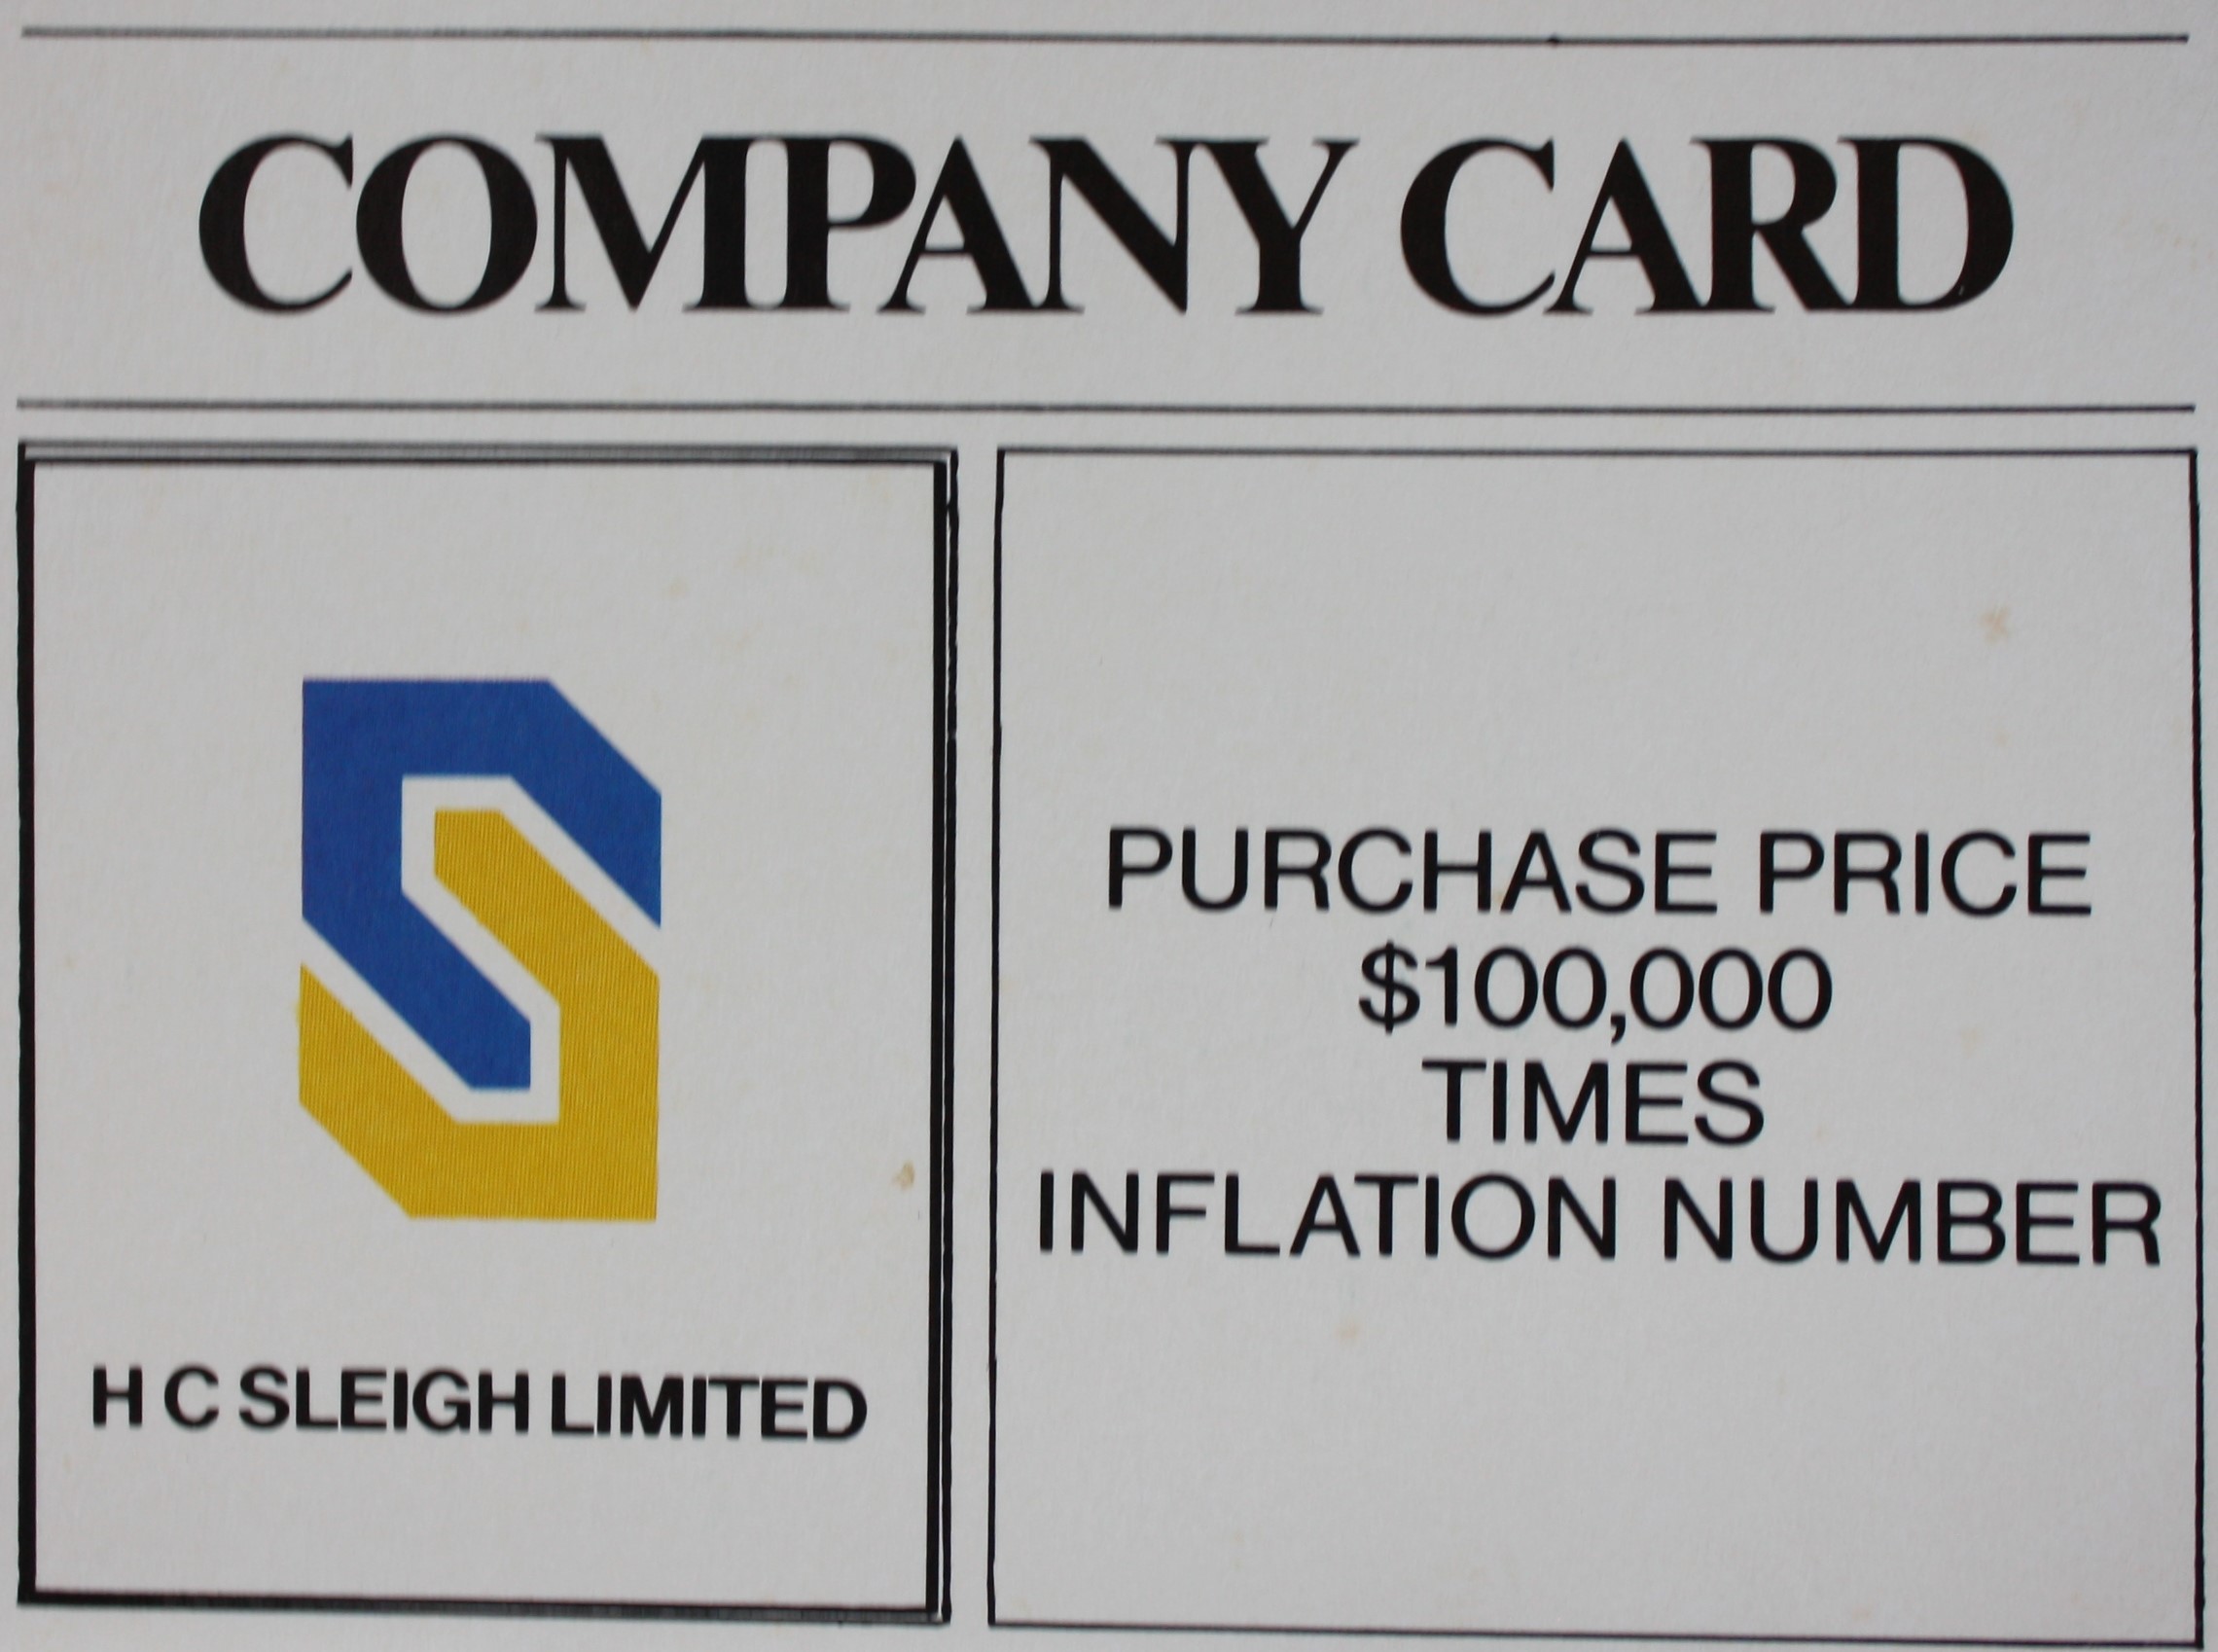 COMPANY CARD
H C SLEIGH LIMITED
PURCHASE PRICE
$100,000
TIMES
INFLATION NUMBER